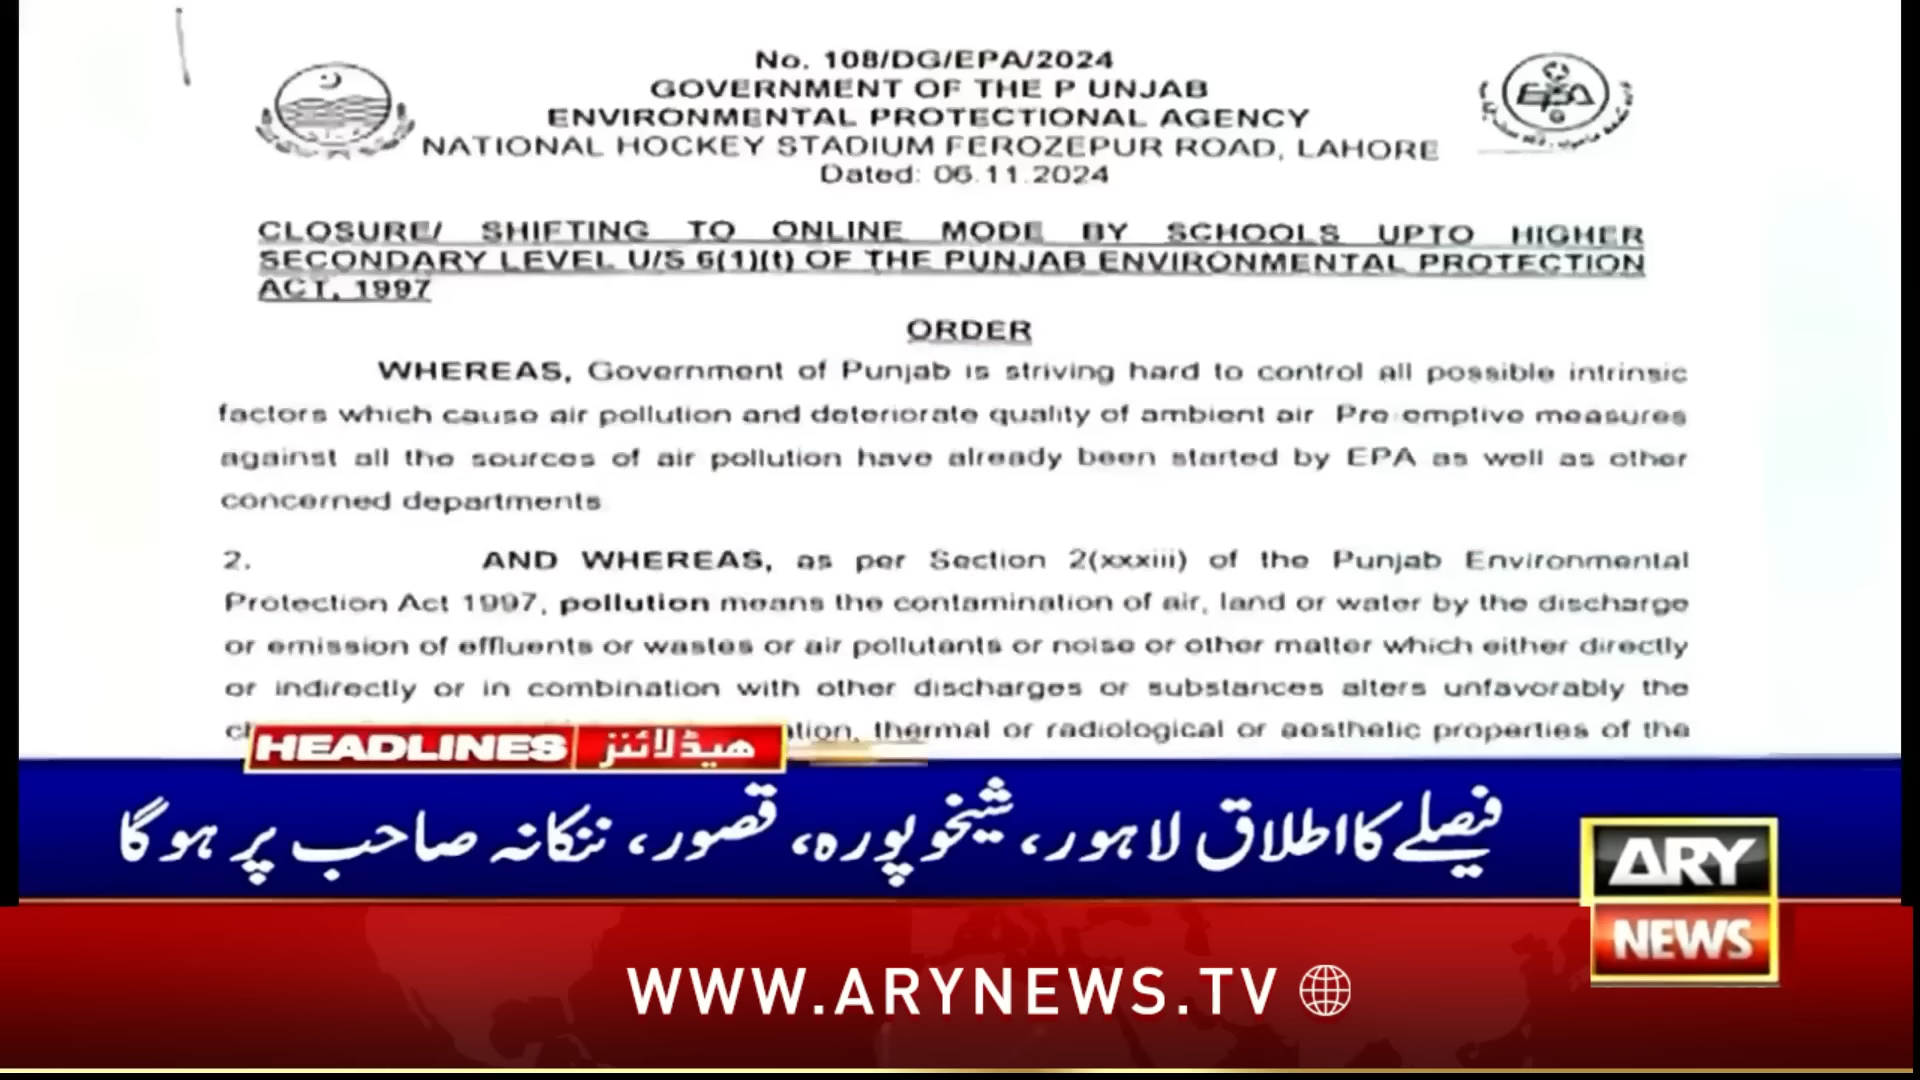 No. 108/DG/EPA/2024
GOVERNMENT OF THE P UNJAB
ENVIRONMENTAL PROTECTIONAL AGENCY
NATIONAL HOCKEY STADIUM FEROZEPUR ROAD, LAHORE
Dated: 06.11.2024
EPA
CLOSURE/ SHIFTING TO ONLINE MODE BY SCHOOLS UPTO HIGHER
SECONDARY LEVEL U/S 6(1)(t) OF THE PUNJAB ENVIRONMENTAL PROTECTION
ACT, 1997
ORDER
WHEREAS, Government of Punjab is striving hard to control all possible intrinsic
factors which cause air pollution and deteriorate quality of ambient air Pre-emptive measures
against all the sources of air pollution have already been started by EPA as well as other
concerned departments
2. AND WHEREAS, as per Section 2(xxxiii) of the Punjab Environmental
Protection Act 1997, pollution means the contamination of air, land or water by the discharge
or emission of effluents or wastes or air pollutants or noise or other matter which either directly
or indirectly or in combination with other discharges or substances alters unfavorably the
thermal or radiological or aesthetic properties of the
HEADLINES ہیڈلائنز
فیصلے کا اطلاق لاہور، شیخوپورہ، قصور، ننکانہ صاحب پر ہوگا
ARY
NEWS
WWW.ARYNEWS.TV